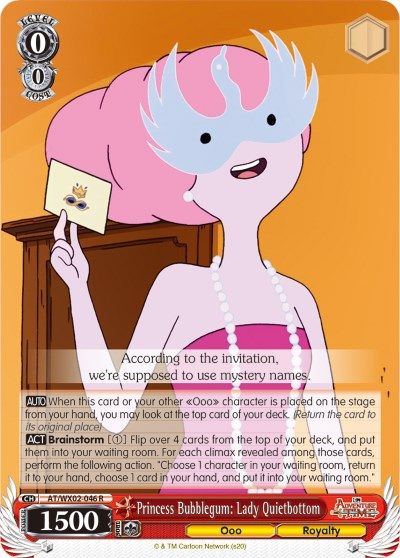 LEVEL
0
0
COST
According to the invitation,
we're supposed to use mystery names.
AUTO When this card or your other «Ooo» character is placed on the stage
from your hand, you may look at the top card of your deck. (Return the card to
its original place)
ACT Brainstorm [①] Flip over 4 cards from the top of your deck, and put
them into your waiting room. For each climax revealed among those cards,
perform the following action. "Choose 1 character in your waiting room, return
it to your hand, choose 1 card in your hand, and put it into your waiting room."
CH AT/WX02-046 R
Princess Bubblegum: Lady Quietbottom
ADVENTURE TIME
POWER
1500
SOUL
Ooo
Royalty
© & TM Cartoon Network (s20)